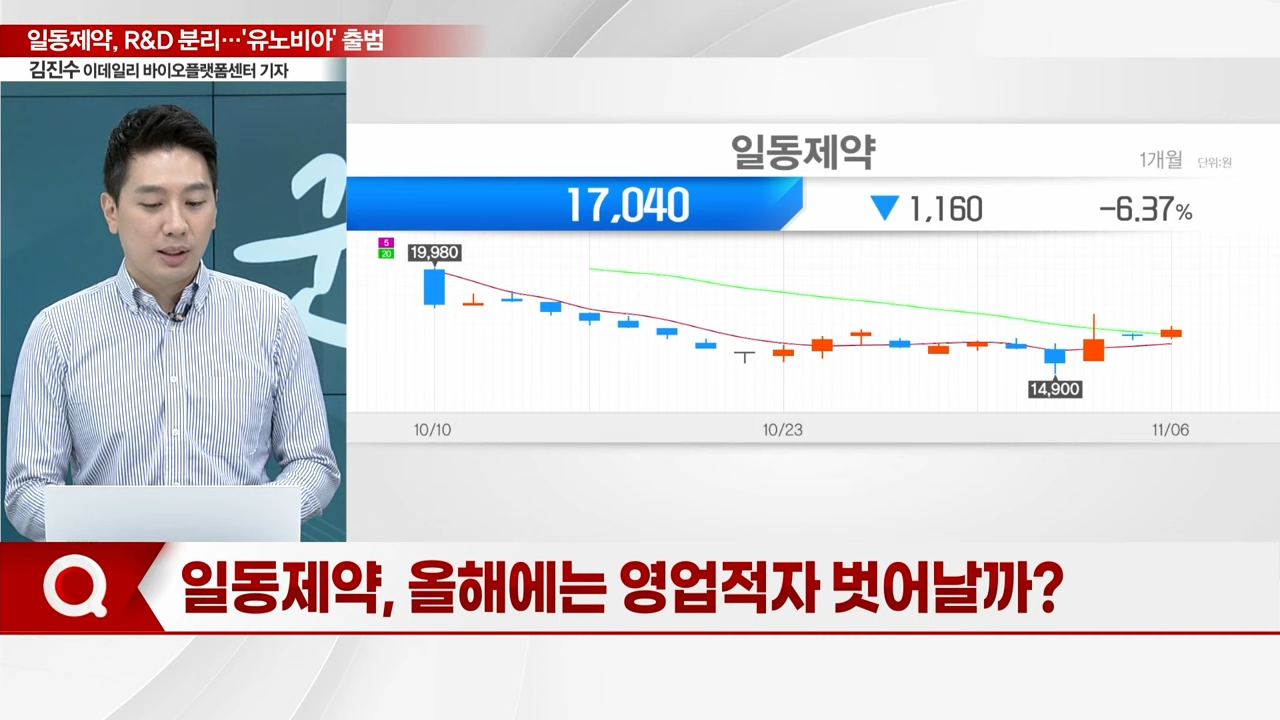 일동제약, R&D 분리…'유노비아' 출범
김진수 이데일리 바이오플랫폼센터 기자
일동제약
1개월 단위:원
17,040 ▼ 1,160 -6.37%
5
20
19,980
14,900
10/10 10/23 11/06
Q 일동제약, 올해에는 영업적자 벗어날까?